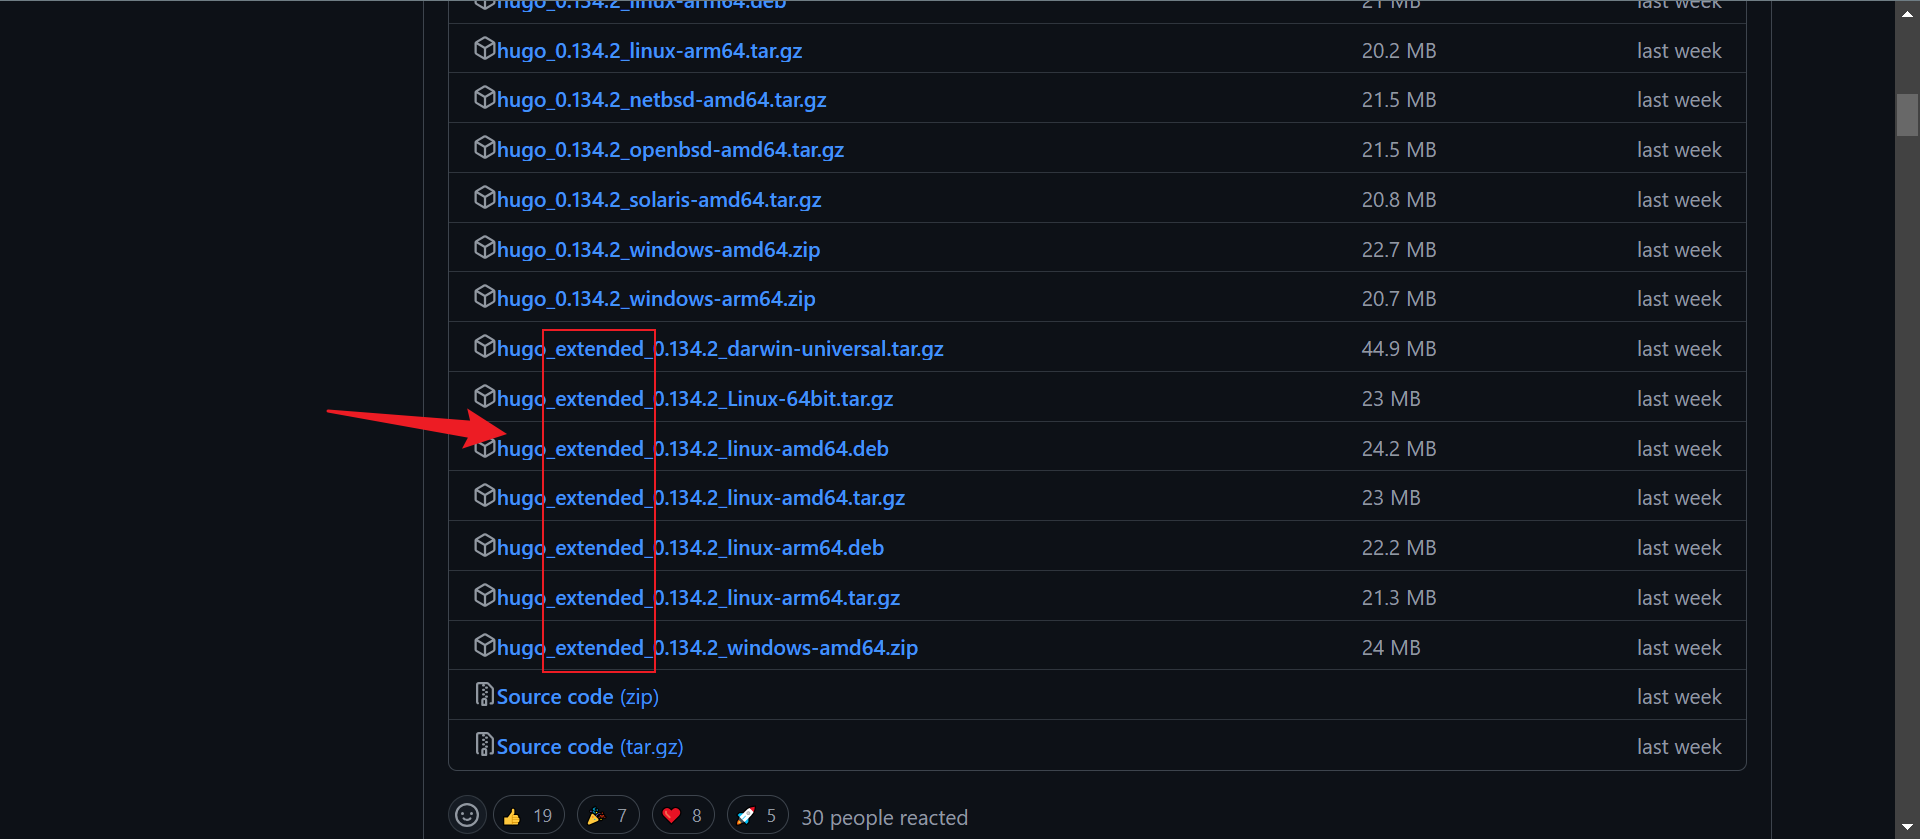 hugo_0.134.2_linux-arm64.deb 21 MB last week
hugo_0.134.2_linux-arm64.tar.gz 20.2 MB last week
hugo_0.134.2_netbsd-amd64.tar.gz 21.5 MB last week
hugo_0.134.2_openbsd-amd64.tar.gz 21.5 MB last week
hugo_0.134.2_solaris-amd64.tar.gz 20.8 MB last week
hugo_0.134.2_windows-amd64.zip 22.7 MB last week
hugo_0.134.2_windows-arm64.zip 20.7 MB last week
hugo_extended_0.134.2_darwin-universal.tar.gz 44.9 MB last week
hugo_extended_0.134.2_Linux-64bit.tar.gz 23 MB last week
hugo_extended_0.134.2_linux-amd64.deb 24.2 MB last week
hugo_extended_0.134.2_linux-amd64.tar.gz 23 MB last week
hugo_extended_0.134.2_linux-arm64.deb 22.2 MB last week
hugo_extended_0.134.2_linux-arm64.tar.gz 21.3 MB last week
hugo_extended_0.134.2_windows-amd64.zip 24 MB last week
Source code (zip) last week
Source code (tar.gz) last week
19 7 8 5 30 people reacted